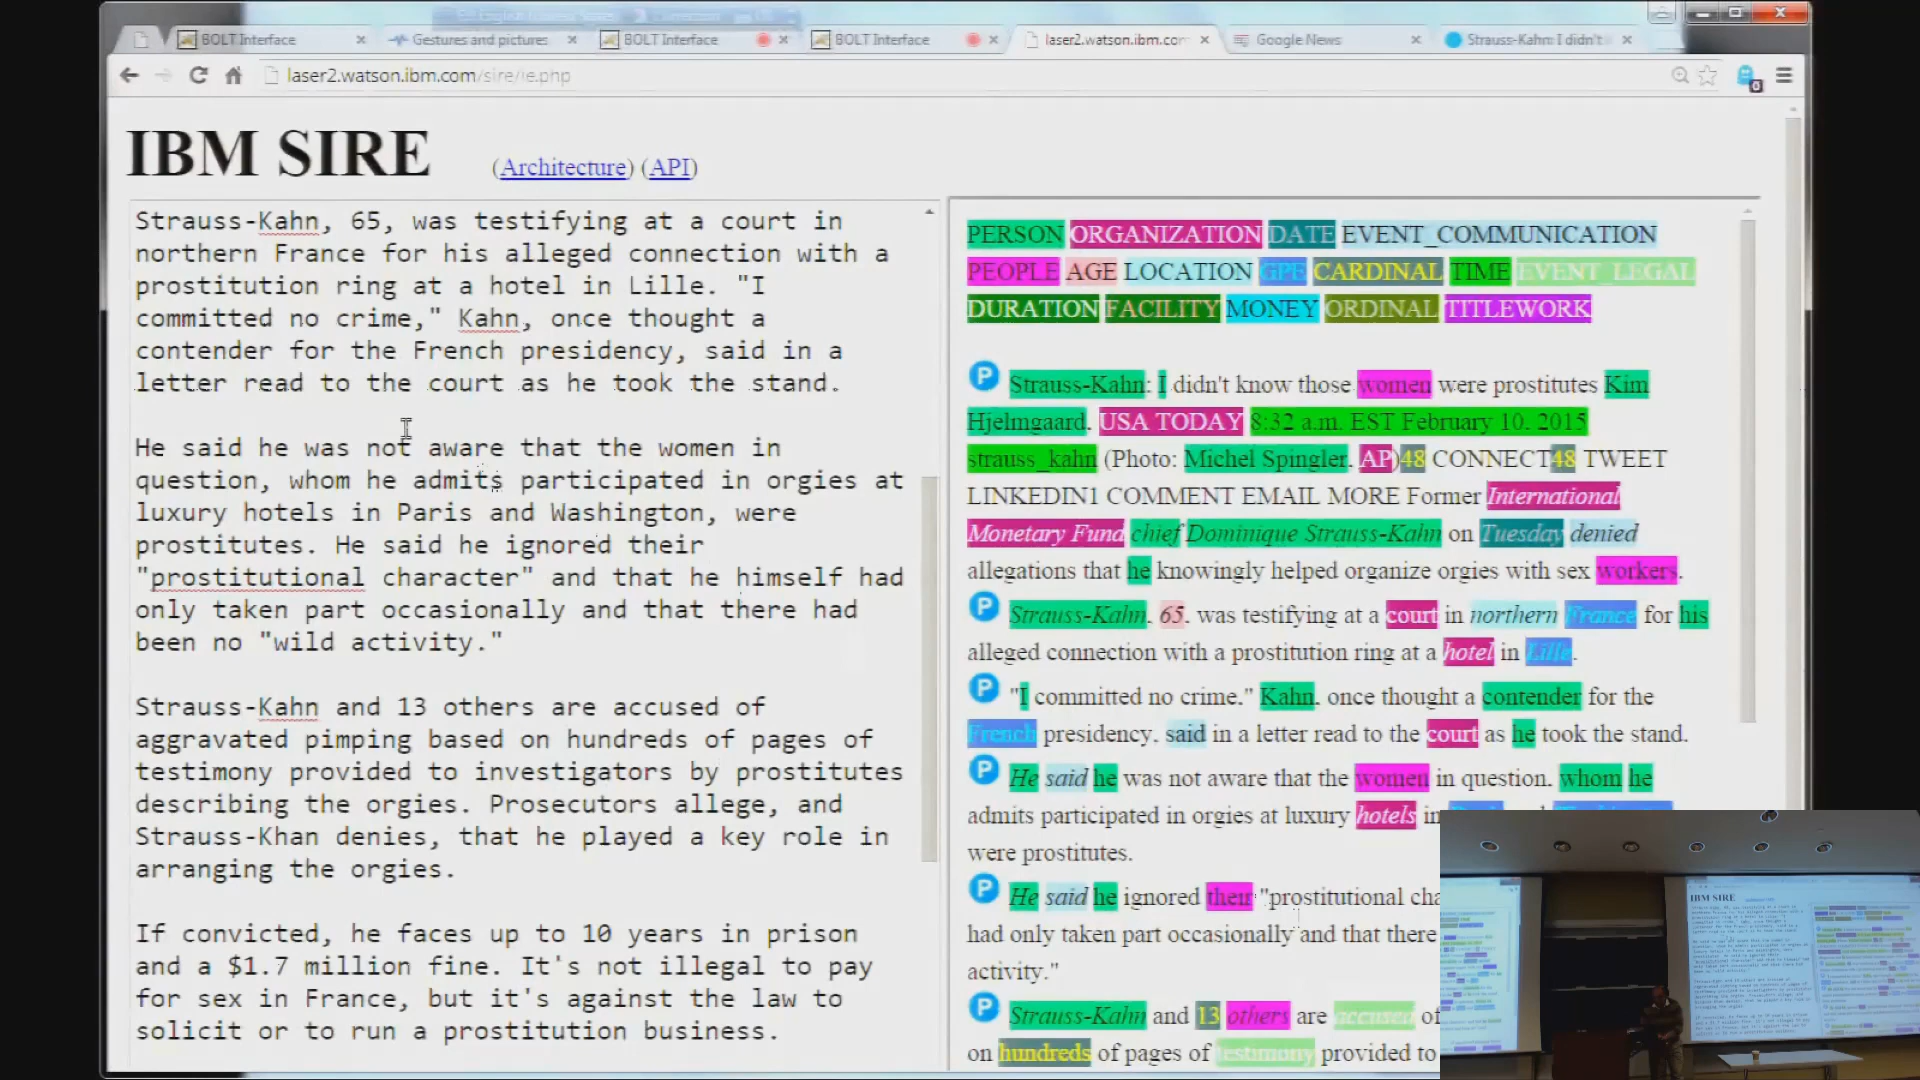 BOLT Interface
Gestures and pictures
BOLT Interface
BOLT Interface
laser2.watson.ibm.con
Google News
Strauss-Kahn: I didn't
laser2.watson.ibm.com/sire/ie.php
IBM SIRE (Architecture) (API)
Strauss-Kahn, 65, was testifying at a court in
northern France for his alleged connection with a
prostitution ring at a hotel in Lille. "I
committed no crime," Kahn, once thought a
contender for the French presidency, said in a
letter read to the court as he took the stand.
He said he was not aware that the women in
question, whom he admits participated in orgies at
luxury hotels in Paris and Washington, were
prostitutes. He said he ignored their
"prostitutional character" and that he himself had
only taken part occasionally and that there had
been no "wild activity."
Strauss-Kahn and 13 others are accused of
aggravated pimping based on hundreds of pages of
testimony provided to investigators by prostitutes
describing the orgies. Prosecutors allege, and
Strauss-Khan denies, that he played a key role in
arranging the orgies.
If convicted, he faces up to 10 years in prison
and a $1.7 million fine. It's not illegal to pay
for sex in France, but it's against the law to
solicit or to run a prostitution business.
PERSON ORGANIZATION DATE EVENT_COMMUNICATION
PEOPLE AGE LOCATION GPE CARDINAL TIME EVENT_LEGAL
DURATION FACILITY MONEY ORDINAL TITLEWORK
P Strauss-Kahn: I didn't know those women were prostitutes Kim
Hjelmgaard, USA TODAY 8:32 a.m. EST February 10, 2015
strauss_kahn (Photo: Michel Spingler, AP)48 CONNECT48 TWEET
LINKEDIN1 COMMENT EMAIL MORE Former International
Monetary Fund chief Dominique Strauss-Kahn on Tuesday denied
allegations that he knowingly helped organize orgies with sex workers.
P Strauss-Kahn, 65, was testifying at a court in northern France for his
alleged connection with a prostitution ring at a hotel in Lille.
P "I committed no crime," Kahn, once thought a contender for the
French presidency, said in a letter read to the court as he took the stand.
P He said he was not aware that the women in question, whom he
admits participated in orgies at luxury hotels in
were prostitutes.
P He said he ignored their "prostitutional cha
had only taken part occasionally and that there
activity."
P Strauss-Kahn and 13 others are accused of
on hundreds of pages of testimony provided to
IBM SIRE